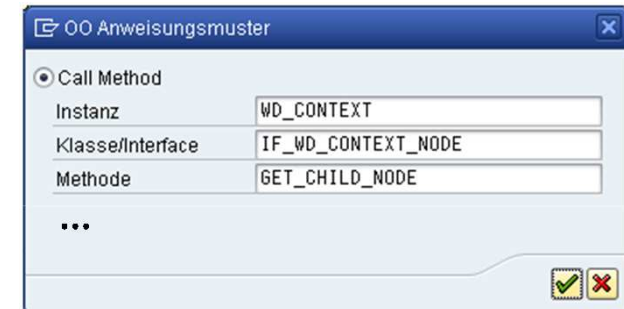 OO Anweisungsmuster
Call Method
Instanz WD_CONTEXT
Klasse/Interface IF_WD_CONTEXT_NODE
Methode GET_CHILD_NODE
...